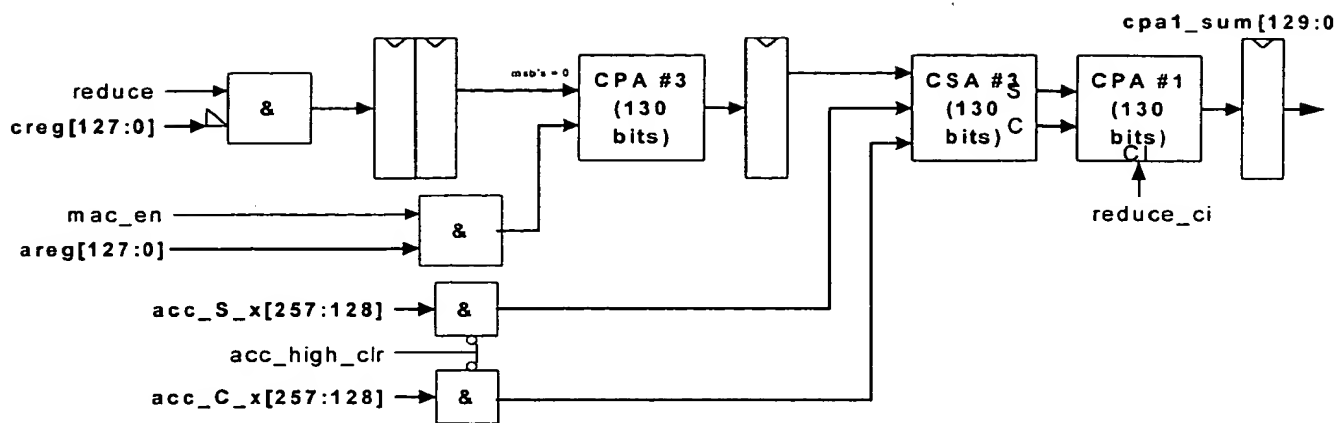 cpa1_sum[129:0
reduce
creg[127:0]
&
msb's = 0
CPA #3
(130
bits)
CSA #3
(130
bits)
S
C
CPA #1
(130
bits)
CI
reduce_ci
mac_en
areg[127:0]
&
acc_S_x[257:128]
&
acc_high_clr
acc_C_x[257:128]
&